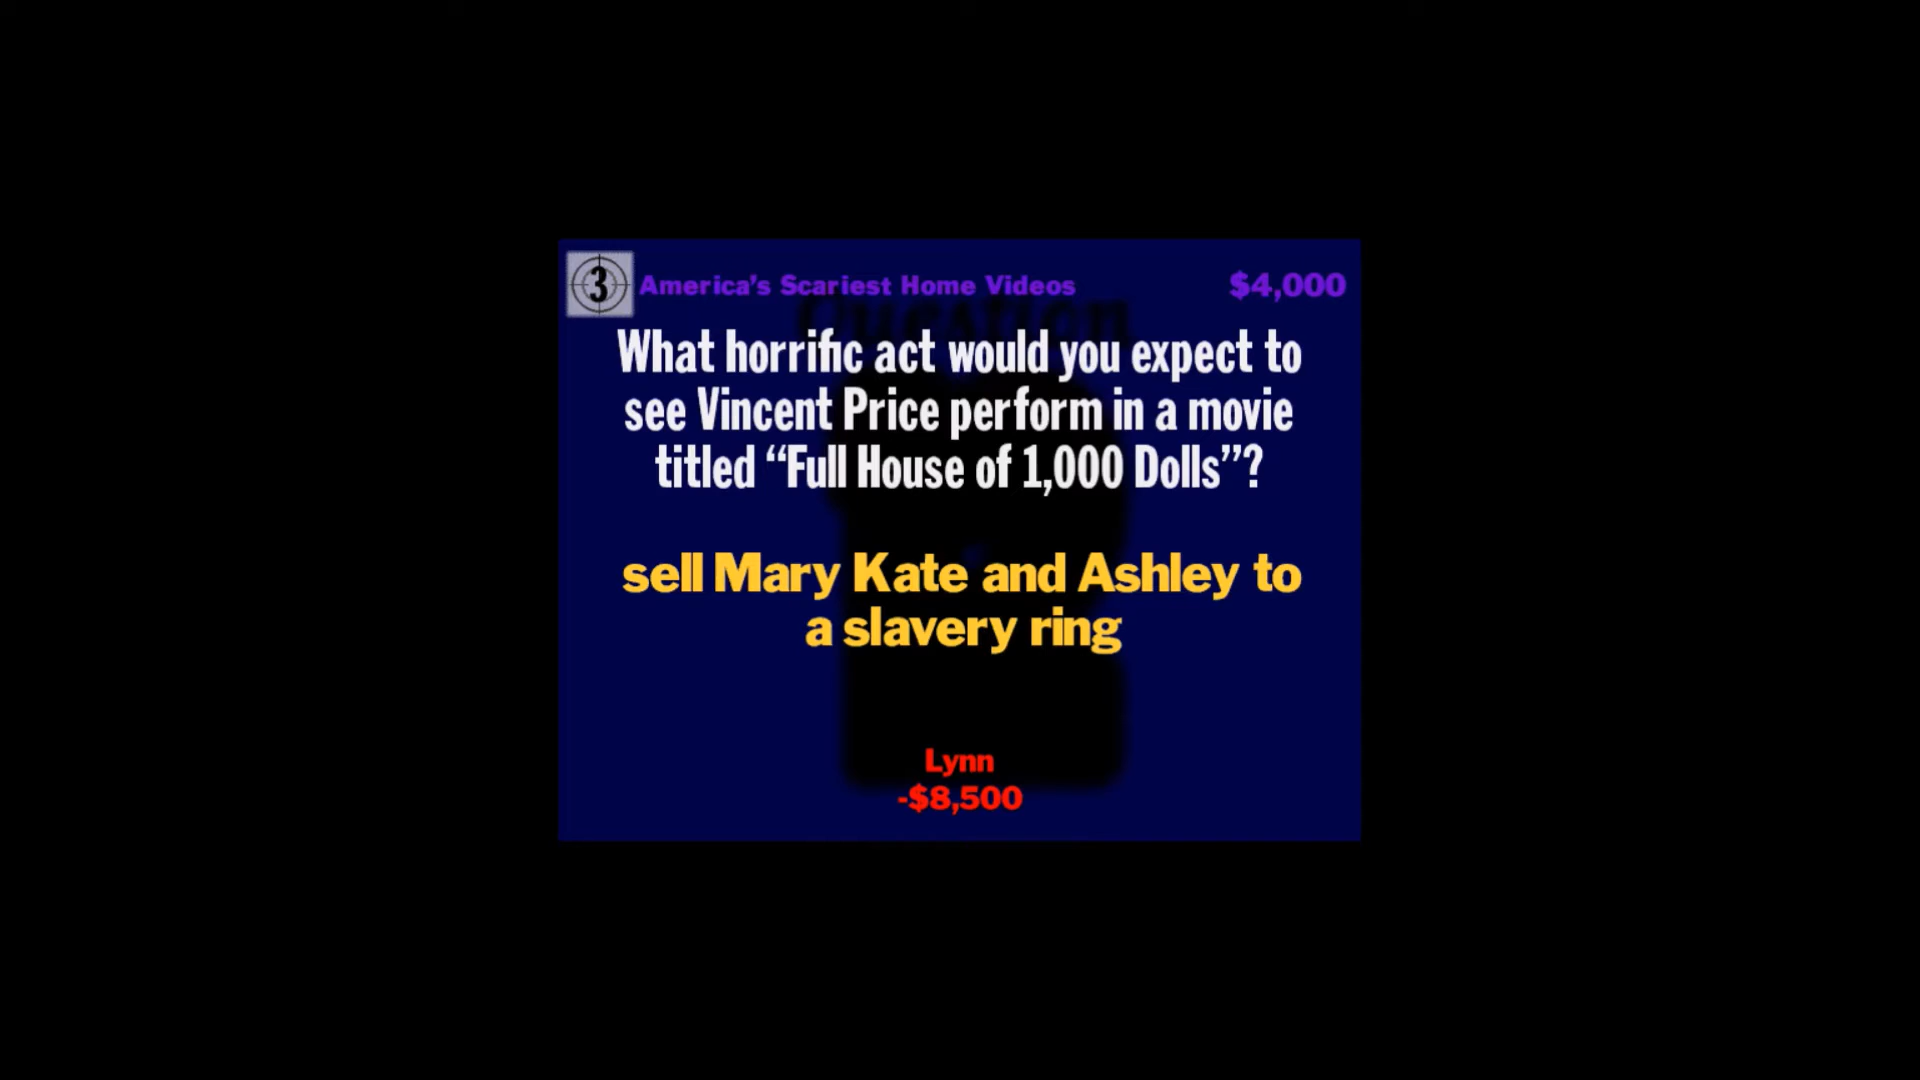 3 America's Scariest Home Videos $4,000
Question
What horrific act would you expect to
see Vincent Price perform in a movie
titled “Full House of 1,000 Dolls”?
sell Mary Kate and Ashley to
a slavery ring
Lynn
-$8,500